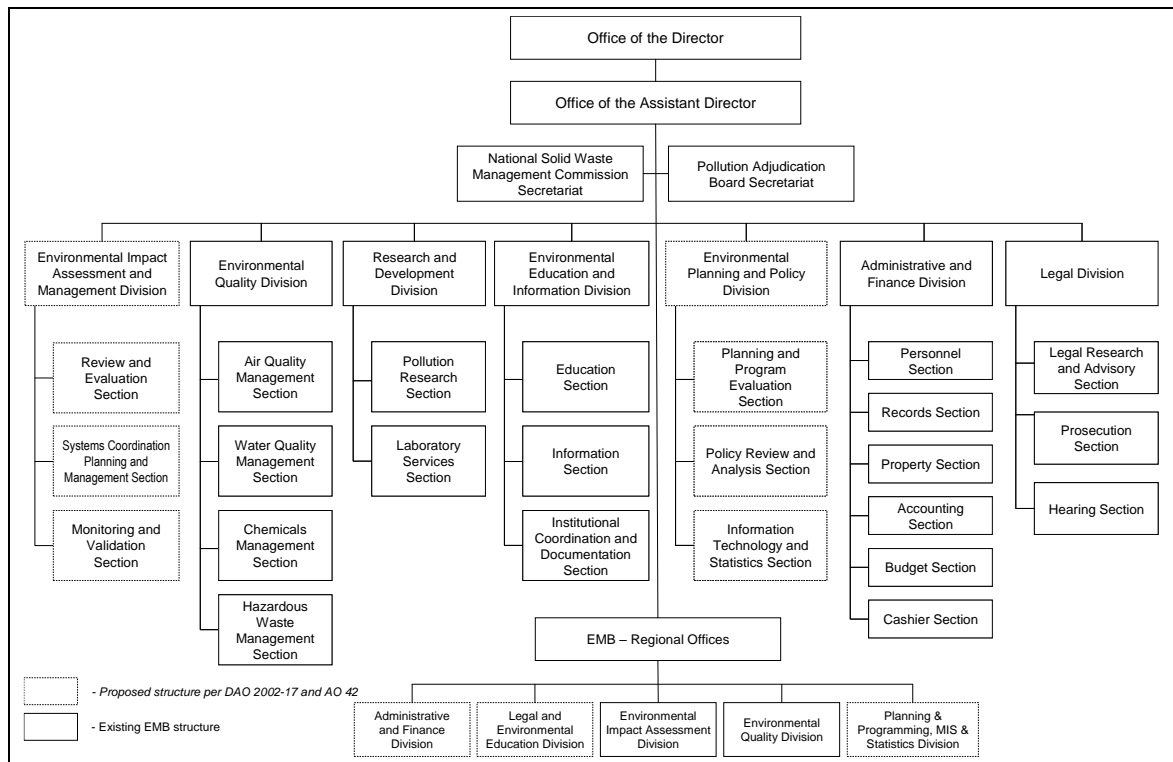 Office of the Director
Office of the Assistant Director
National Solid Waste
Management Commission
Secretariat
Pollution Adjudication
Board Secretariat
Environmental Impact
Assessment and
Management Division
Environmental
Quality Division
Research and
Development
Division
Environmental
Education and
Information Division
Environmental
Planning and Policy
Division
Administrative and
Finance Division
Legal Division
Review and
Evaluation
Section
Systems Coordination
Planning and
Management Section
Monitoring and
Validation
Section
Air Quality
Management
Section
Water Quality
Management
Section
Chemicals
Management
Section
Hazardous
Waste
Management
Section
Pollution
Research
Section
Laboratory
Services
Section
Education
Section
Information
Section
Institutional
Coordination and
Documentation
Section
Planning and
Program
Evaluation
Section
Policy Review and
Analysis Section
Information
Technology and
Statistics Section
Personnel
Section
Records Section
Property Section
Accounting
Section
Budget Section
Cashier Section
Legal Research
and Advisory
Section
Prosecution
Section
Hearing Section
EMB – Regional Offices
Administrative
and Finance
Division
Legal and
Environmental
Education Division
Environmental
Impact Assessment
Division
Environmental
Quality Division
Planning &
Programming, MIS &
Statistics Division
- Proposed structure per DAO 2002-17 and AO 42
- Existing EMB structure